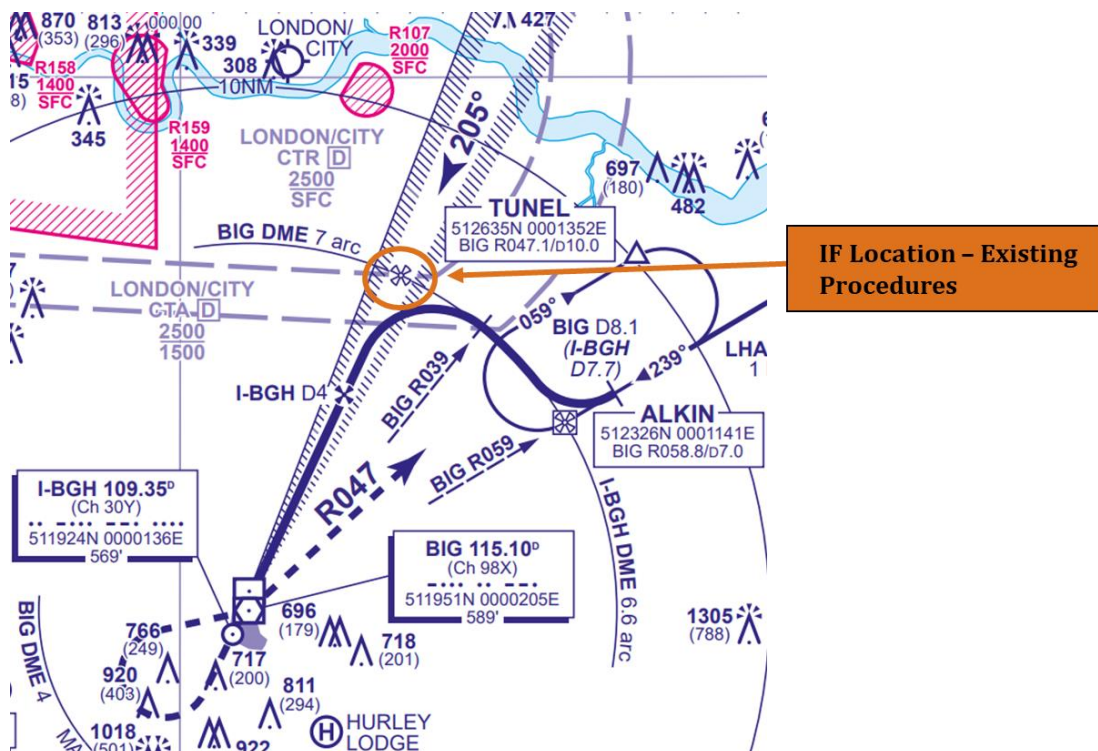 870
(353)
813
(296)
000.00
339
LONDON/
CITY
308
10NM
R107
2000
SFC
427
R158
1400
SFC
345
R159
1400
SFC
LONDON/CITY
CTR D
2500
SFC
205°
697
(180)
482
TUNEL
512635N 0001352E
BIG R047.1/D10.0
BIG DME 7 arc
IF Location – Existing
Procedures
LONDON/CITY
CTA D
2500
1500
059°
BIG D8.1
(I-BGH
D7.7)
239°
LHA
1
I-BGH D4
BIG R039
ALKIN
512326N 0001141E
BIG R058.8/D7.0
BIG R059
R047
I-BGH 109.35D
(Ch 30Y)
511924N 0000136E
569'
BIG 115.10D
(Ch 98X)
511951N 0000205E
589'
I-BGH DME 6.6 arc
BIG DME 4
766
(249)
696
(179)
718
(201)
1305
(788)
920
(403)
717
(200)
811
(294)
1018
(501)
922
H
HURLEY
LODGE